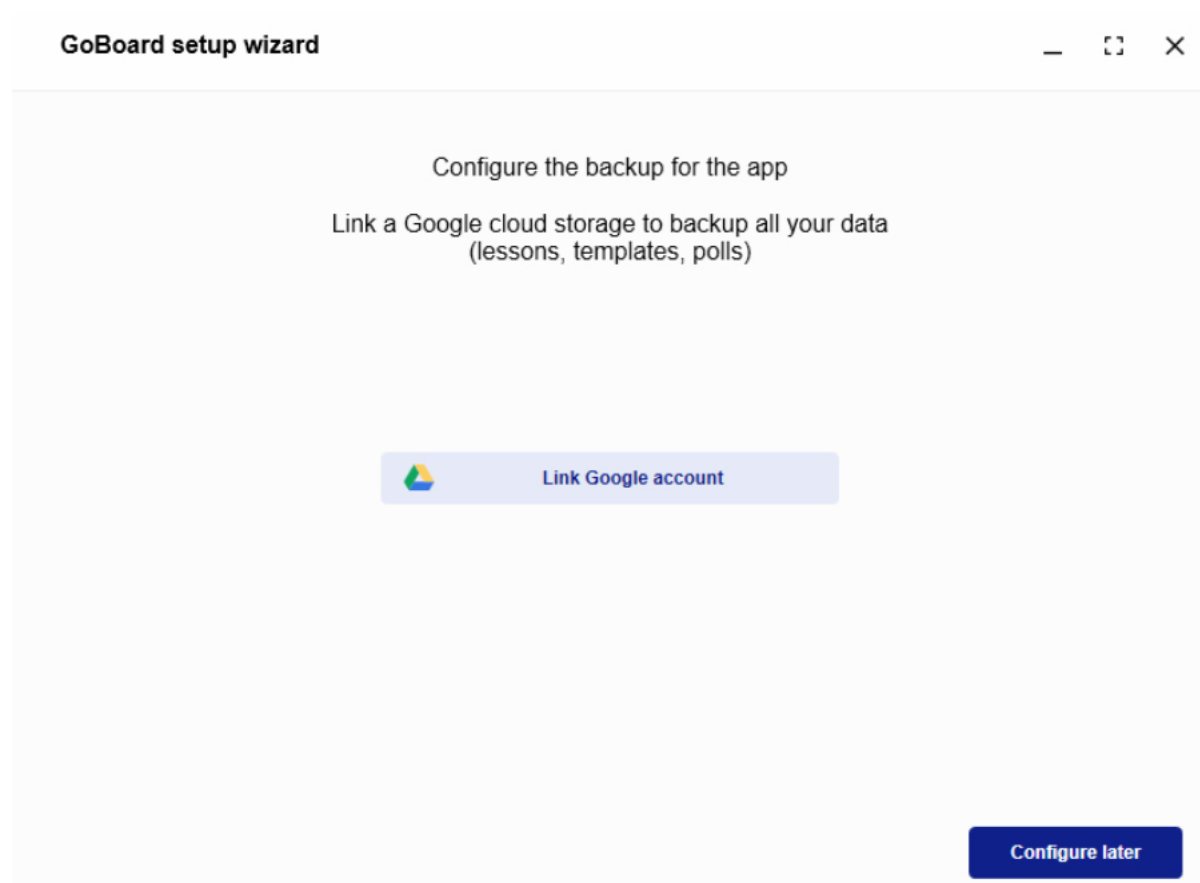 GoBoard setup wizard
Configure the backup for the app
Link a Google cloud storage to backup all your data
(lessons, templates, polls)
Link Google account
Configure later